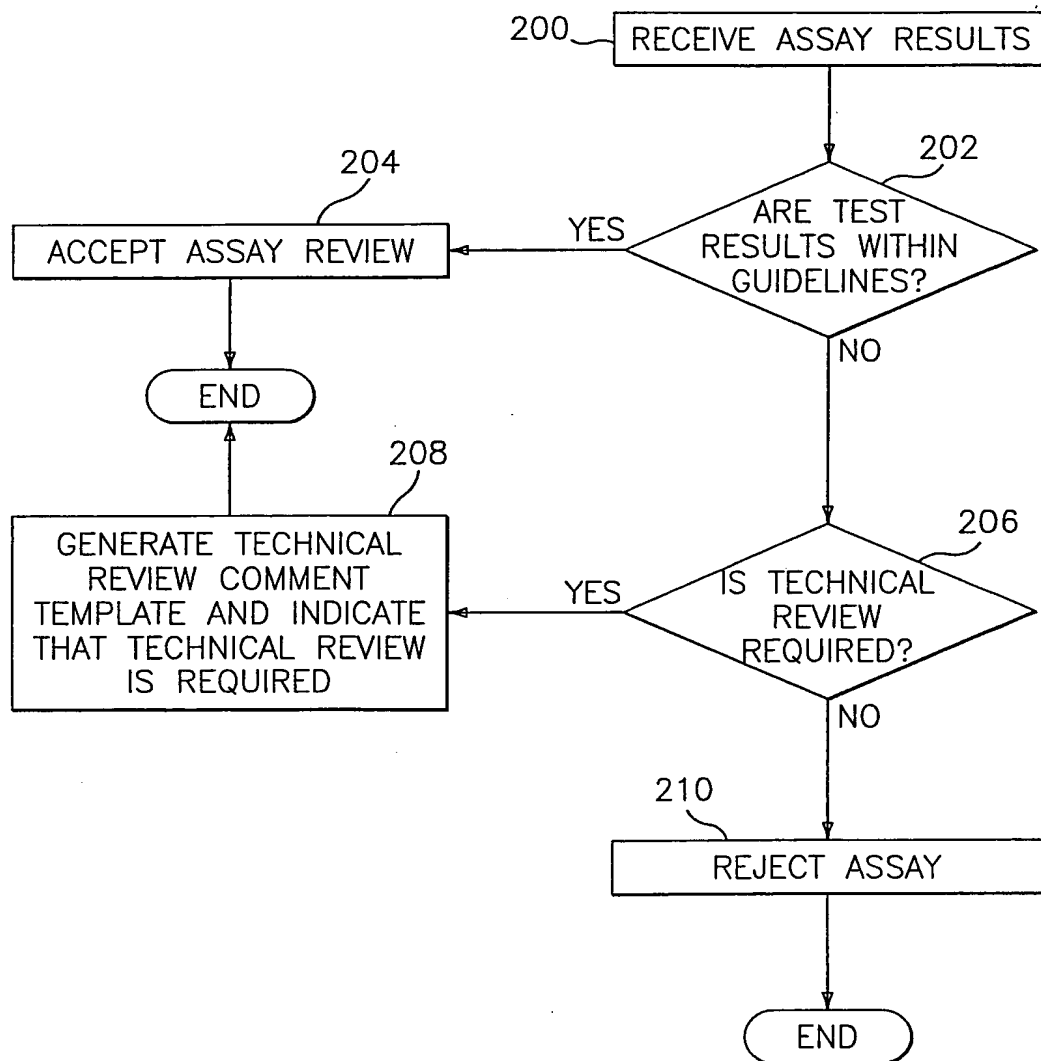 200
RECEIVE ASSAY RESULTS
202
ARE TEST
RESULTS WITHIN
GUIDELINES?
YES
204
ACCEPT ASSAY REVIEW
END
NO
206
IS TECHNICAL
REVIEW
REQUIRED?
YES
208
GENERATE TECHNICAL
REVIEW COMMENT
TEMPLATE AND INDICATE
THAT TECHNICAL REVIEW
IS REQUIRED
NO
210
REJECT ASSAY
END